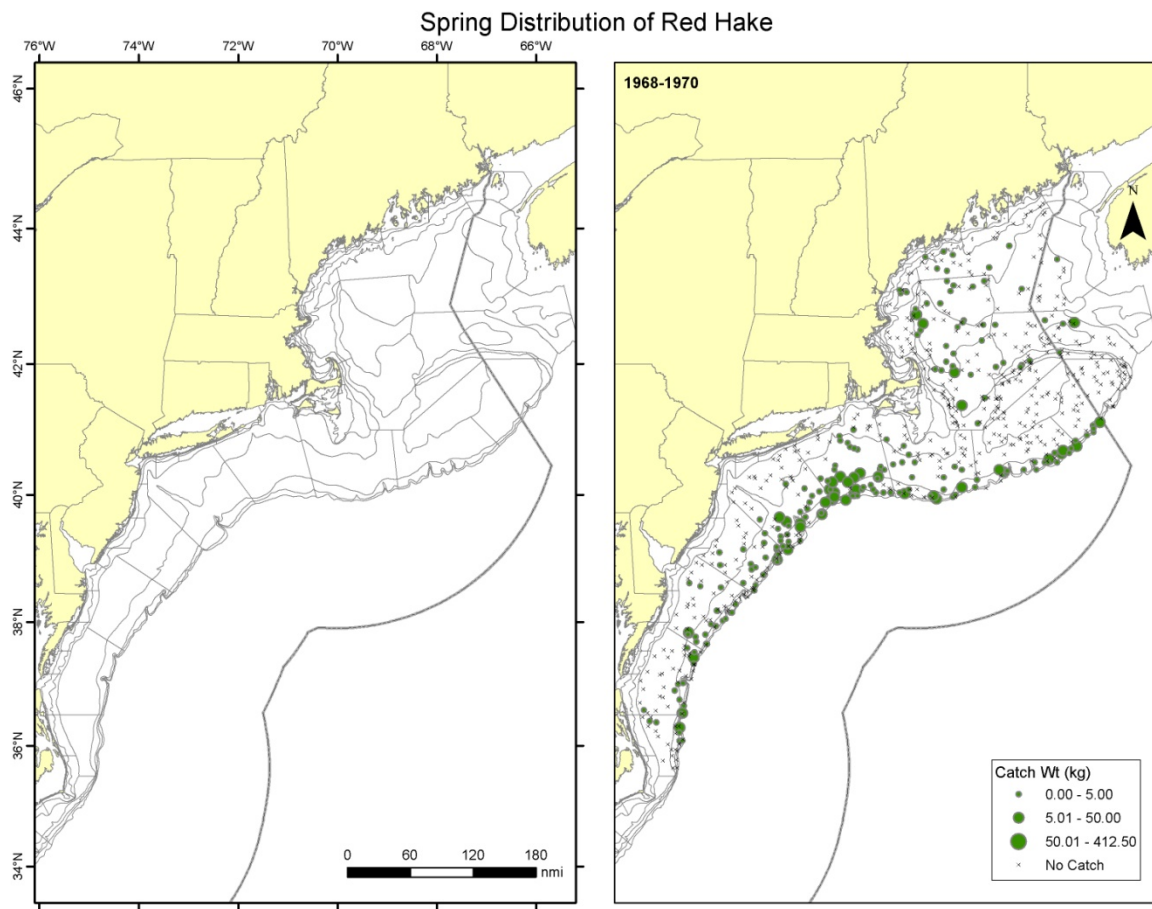 Spring Distribution of Red Hake
76°W 74°W 72°W 70°W 68°W 66°W
46°N
44°N
42°N
40°N
38°N
36°N
34°N
0 60 120 180
nmi
1968-1970
N
Catch Wt (kg)
0.00 - 5.00
5.01 - 50.00
50.01 - 412.50
No Catch